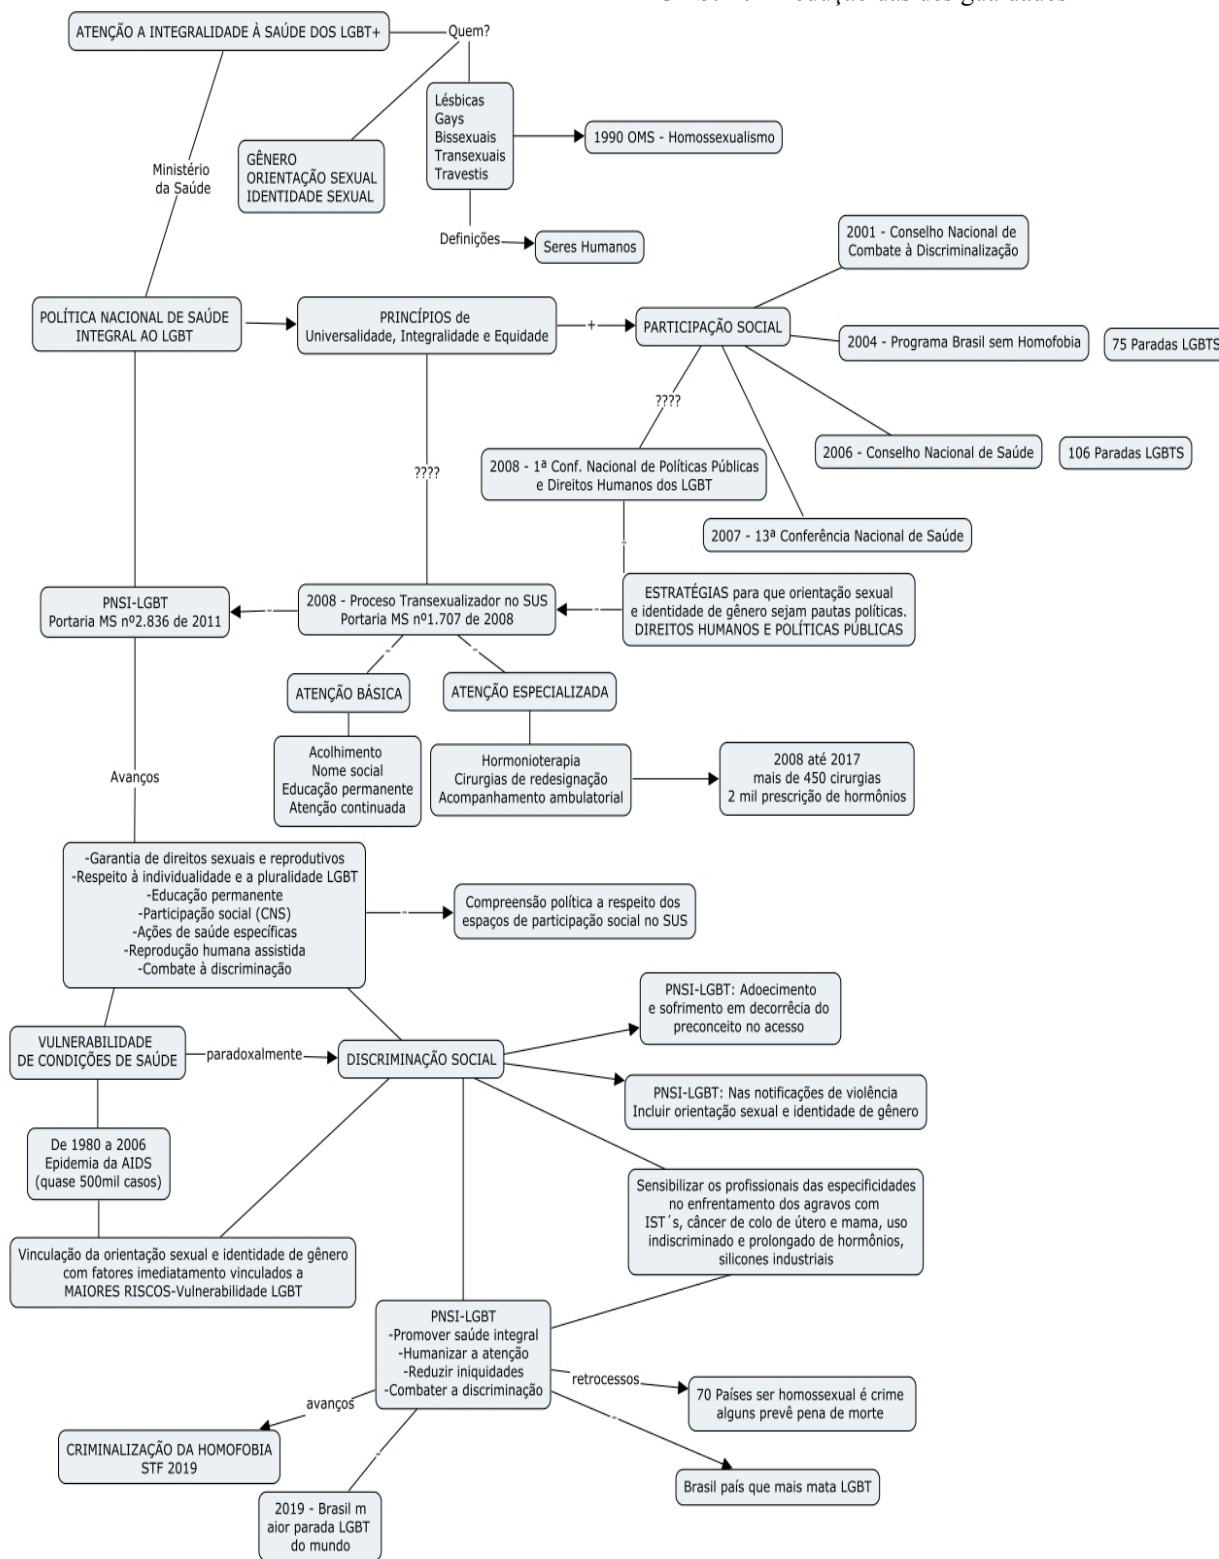 ATENÇÃO A INTEGRALIDADE À SAÚDE DOS LGBT+
Quem?
Lésbicas
Gays
Bissexuais
Transexuais
Travestis
1990 OMS - Homossexualismo
GÊNERO
ORIENTAÇÃO SEXUAL
IDENTIDADE SEXUAL
Ministério
da Saúde
Definições
Seres Humanos
2001 - Conselho Nacional de
Combate à Discriminalização
POLÍTICA NACIONAL DE SAÚDE
INTEGRAL AO LGBT
PRINCÍPIOS de
Universalidade, Integralidade e Equidade
+
PARTICIPAÇÃO SOCIAL
2004 - Programa Brasil sem Homofobia
75 Paradas LGBTS
????
2006 - Conselho Nacional de Saúde
106 Paradas LGBTS
????
2008 - 1ª Conf. Nacional de Políticas Públicas
e Direitos Humanos dos LGBT
2007 - 13ª Conferência Nacional de Saúde
-
PNSI-LGBT
Portaria MS nº2.836 de 2011
-
2008 - Proceso Transexualizador no SUS
Portaria MS nº1.707 de 2008
-
ESTRATÉGIAS para que orientação sexual
e identidade de gênero sejam pautas políticas.
DIREITOS HUMANOS E POLÍTICAS PÚBLICAS
-
-
ATENÇÃO BÁSICA
ATENÇÃO ESPECIALIZADA
Acolhimento
Nome social
Educação permanente
Atenção continuada
Hormonioterapia
Cirurgias de redesignação
Acompanhamento ambulatorial
2008 até 2017
mais de 450 cirurgias
2 mil prescrição de hormônios
Avanços
-Garantia de direitos sexuais e reprodutivos
-Respeito à individualidade e a pluralidade LGBT
-Educação permanente
-Participação social (CNS)
-Ações de saúde específicas
-Reprodução humana assistida
-Combate à discriminação
-
Compreensão política a respeito dos
espaços de participação social no SUS
PNSI-LGBT: Adoecimento
e sofrimento em decorrêcia do
preconceito no acesso
VULNERABILIDADE
DE CONDIÇÕES DE SAÚDE
paradoxalmente
DISCRIMINAÇÃO SOCIAL
PNSI-LGBT: Nas notificações de violência
Incluir orientação sexual e identidade de gênero
De 1980 a 2006
Epidemia da AIDS
(quase 500mil casos)
Sensibilizar os profissionais das especificidades
no enfrentamento dos agravos com
IST´s, câncer de colo de útero e mama, uso
indiscriminado e prolongado de hormônios,
silicones industriais
Vinculação da orientação sexual e identidade de gênero
com fatores imediatamento vinculados a
MAIORES RISCOS-Vulnerabilidade LGBT
PNSI-LGBT
-Promover saúde integral
-Humanizar a atenção
-Reduzir iniquidades
-Combater a discriminação
retrocessos
70 Países ser homossexual é crime
alguns prevê pena de morte
avanços
-
CRIMINALIZAÇÃO DA HOMOFOBIA
STF 2019
-
Brasil país que mais mata LGBT
2019 - Brasil m
aior parada LGBT
do mundo